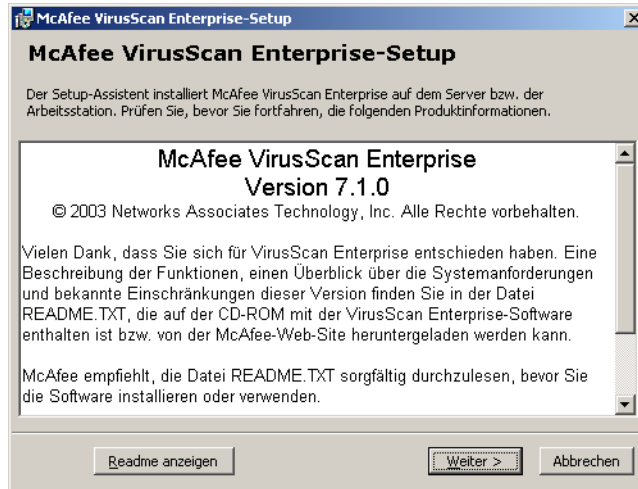 McAfee VirusScan Enterprise-Setup
McAfee VirusScan Enterprise-Setup
Der Setup-Assistent installiert McAfee VirusScan Enterprise auf dem Server bzw. der
Arbeitsstation. Prüfen Sie, bevor Sie fortfahren, die folgenden Produktinformationen.
McAfee VirusScan Enterprise
Version 7.1.0
© 2003 Networks Associates Technology, Inc. Alle Rechte vorbehalten.
Vielen Dank, dass Sie sich für VirusScan Enterprise entschieden haben. Eine
Beschreibung der Funktionen, einen Überblick über die Systemanforderungen
und bekannte Einschränkungen dieser Version finden Sie in der Datei
README.TXT, die auf der CD-ROM mit der VirusScan Enterprise-Software
enthalten ist bzw. von der McAfee-Web-Site heruntergeladen werden kann.
McAfee empfiehlt, die Datei README.TXT sorgfältig durchzulesen, bevor Sie
die Software installieren oder verwenden.
Readme anzeigen
Weiter >
Abbrechen